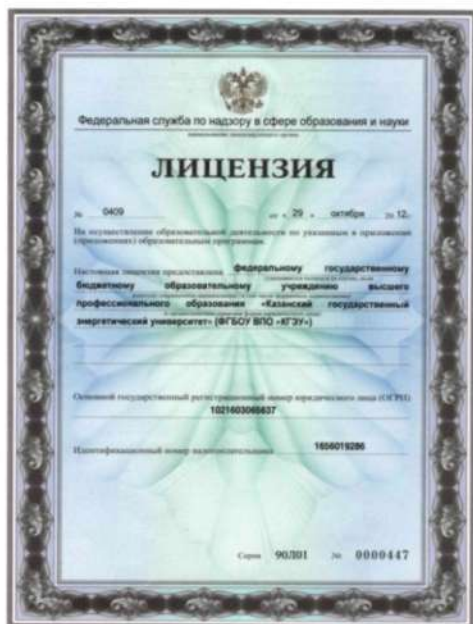 Федеральная служба по надзору в сфере образования и науки
наименование лицензирующего органа
ЛИЦЕНЗИЯ
№ 0409 от « 29 » октября 20 12 г.
На осуществление образовательной деятельности по указанным в приложении
(приложениях) образовательным программам.
Настоящая лицензия предоставлена федеральному государственному
бюджетному образовательному учреждению высшего
профессионального образования «Казанский государственный
энергетический университет» (ФГБОУ ВПО «КГЭУ»)
Основной государственный регистрационный номер юридического лица (ОГРН)
Идентификационный номер налогоплательщика 1656019286
Серия 90Л01 № 0000447